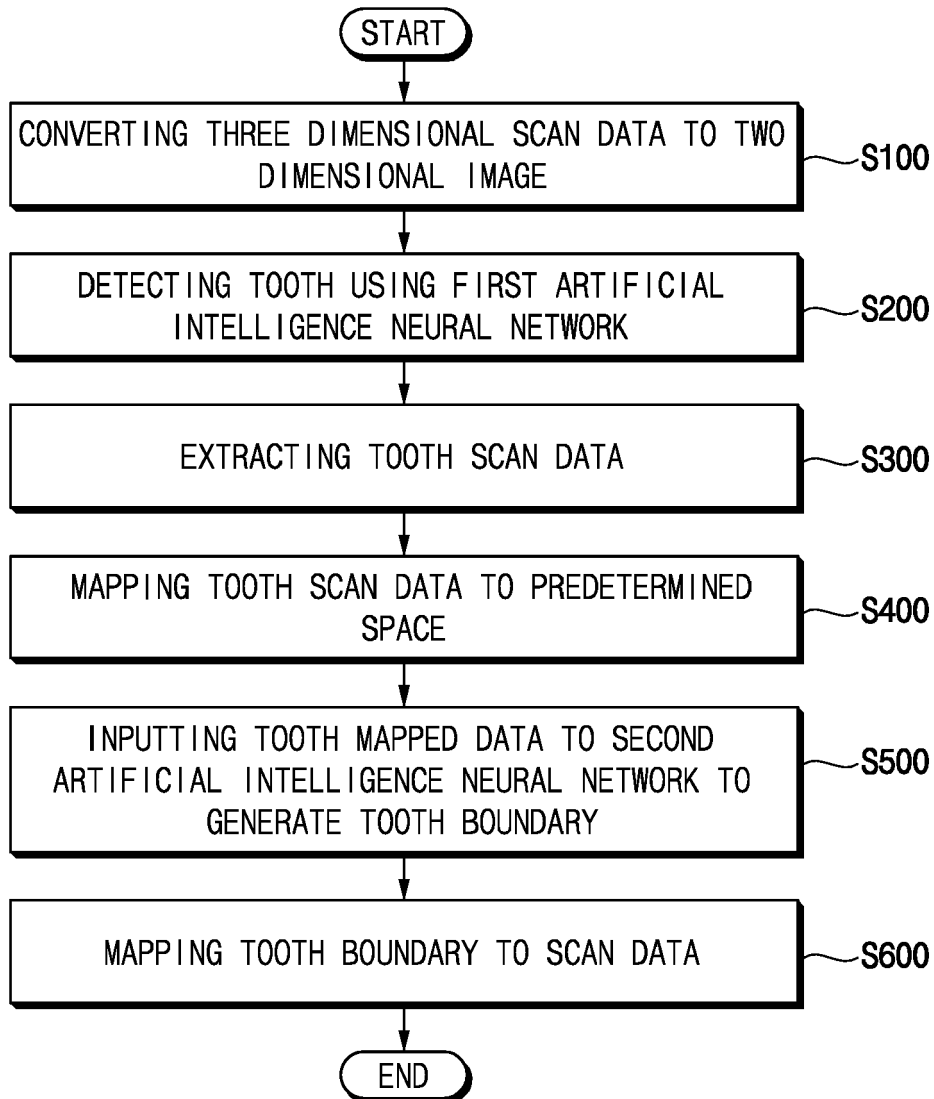 START
CONVERTING THREE DIMENSIONAL SCAN DATA TO TWO
DIMENSIONAL IMAGE
S100
DETECTING TOOTH USING FIRST ARTIFICIAL
INTELLIGENCE NEURAL NETWORK
S200
EXTRACTING TOOTH SCAN DATA
S300
MAPPING TOOTH SCAN DATA TO PREDETERMINED
SPACE
S400
INPUTTING TOOTH MAPPED DATA TO SECOND
ARTIFICIAL INTELLIGENCE NEURAL NETWORK TO
GENERATE TOOTH BOUNDARY
S500
MAPPING TOOTH BOUNDARY TO SCAN DATA
S600
END